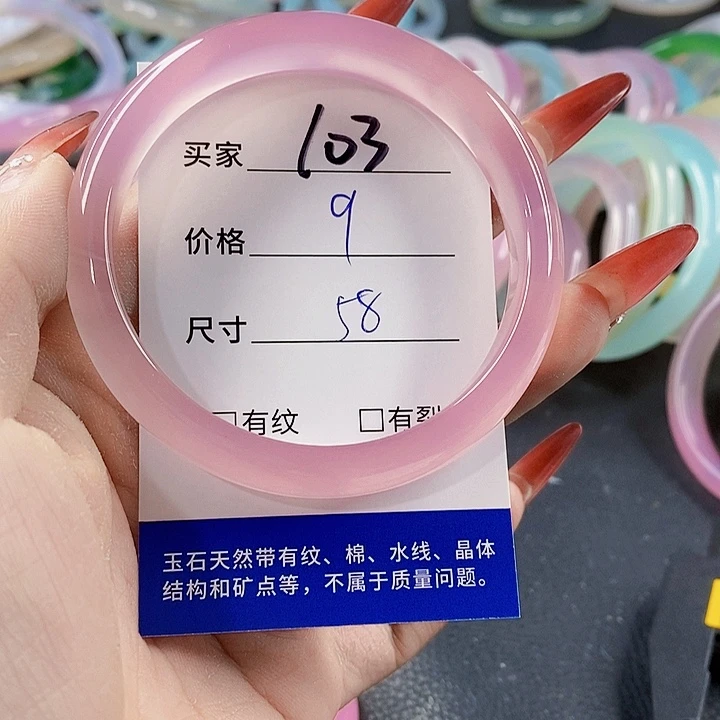 买家 103
价格 9
尺寸 58
□有纹 □有裂
玉石天然带有纹、棉、水线、晶体
结构和矿点等，不属于质量问题。